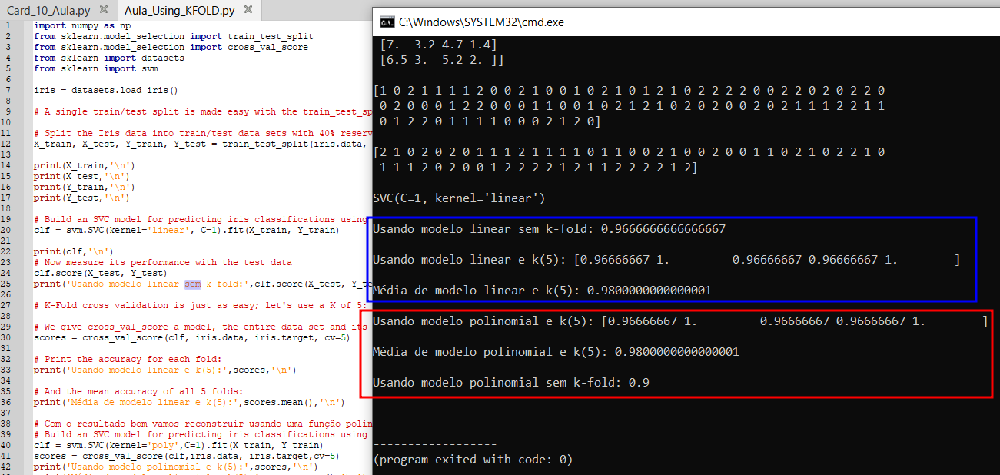 Card_10_Aula.py
Aula_Using_KFOLD.py
1 import numpy as np
2 from sklearn.model_selection import train_test_split
3 from sklearn.model_selection import cross_val_score
4 from sklearn import datasets
5 from sklearn import svm
6
7 iris = datasets.load_iris()
8
9 # A single train/test split is made easy with the train_test_sp
10
11 # Split the Iris data into train/test data sets with 40% reserv
12 X_train, X_test, Y_train, Y_test = train_test_split(iris.data,
13
14 print(X_train,'\n')
15 print(X_test,'\n')
16 print(Y_train,'\n')
17 print(Y_test,'\n')
18
19 # Build an SVC model for predicting iris classifications using
20 clf = svm.SVC(kernel='linear', C=1).fit(X_train, Y_train)
21
22 print(clf,'\n')
23 # Now measure its performance with the test data
24 clf.score(X_test, Y_test)
25 print('Usando modelo linear sem k-fold:',clf.score(X_test, Y_te
26
27 # K-Fold cross validation is just as easy; let's use a K of 5:
28
29 # We give cross_val_score a model, the entire data set and its
30 scores = cross_val_score(clf, iris.data, iris.target, cv=5)
31
32 # Print the accuracy for each fold:
33 print('Usando modelo linear e k(5):',scores,'\n')
34
35 # And the mean accuracy of all 5 folds:
36 print('Média de modelo linear e k(5):',scores.mean(),'\n')
37
38 # Com o resultado bom vamos reconstruir usando uma função polin
39 # Build an SVC model for predicting iris classifications using
40 clf = svm.SVC(kernel='poly',C=1).fit(X_train, Y_train)
41 scores = cross_val_score(clf,iris.data, iris.target,cv=5)
42 print('Usando modelo polinomial e k(5):',scores,'\n')
C:\Windows\SYSTEM32\cmd.exe
[7. 3.2 4.7 1.4]
[6.5 3. 5.2 2. ]]
[1 0 2 1 1 1 1 2 0 0 2 1 0 0 1 0 2 1 0 1 2 1 0 2 2 2 2 0 0 2 2 0 2 0 2 2 0
0 2 0 0 0 1 2 2 0 0 0 1 1 0 0 1 0 2 1 2 1 0 2 0 2 0 0 2 0 2 1 1 1 2 2 1 1
0 1 2 2 0 1 1 1 1 0 0 0 2 1 2 0]
[2 1 0 2 0 2 0 1 1 1 2 1 1 1 1 0 1 1 0 0 2 1 0 0 2 0 0 1 1 0 2 1 0 2 2 1 0
1 1 1 2 0 2 0 0 1 2 2 2 2 1 2 1 1 2 2 2 2 1 2]
SVC(C=1, kernel='linear')
Usando modelo linear sem k-fold: 0.9666666666666667
Usando modelo linear e k(5): [0.96666667 1. 0.96666667 0.96666667 1. ]
Média de modelo linear e k(5): 0.9800000000000001
Usando modelo polinomial e k(5): [0.96666667 1. 0.96666667 0.96666667 1. ]
Média de modelo polinomial e k(5): 0.9800000000000001
Usando modelo polinomial sem k-fold: 0.9
------------------
(program exited with code: 0)